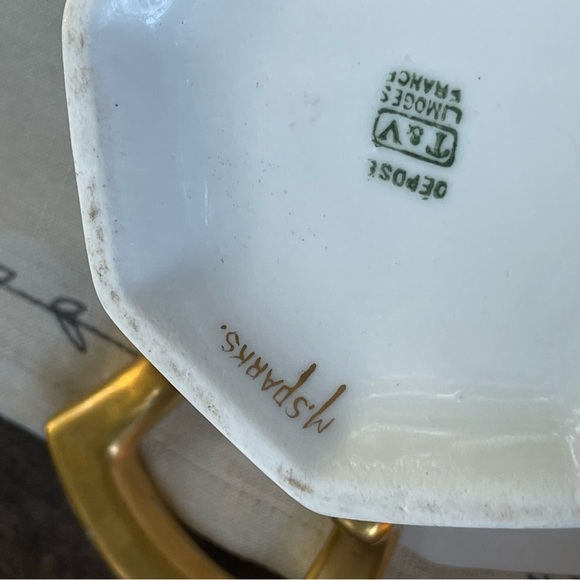 LIMOGES
FRANCE
T&V
DÉPOSÉ
M. SPARKS.